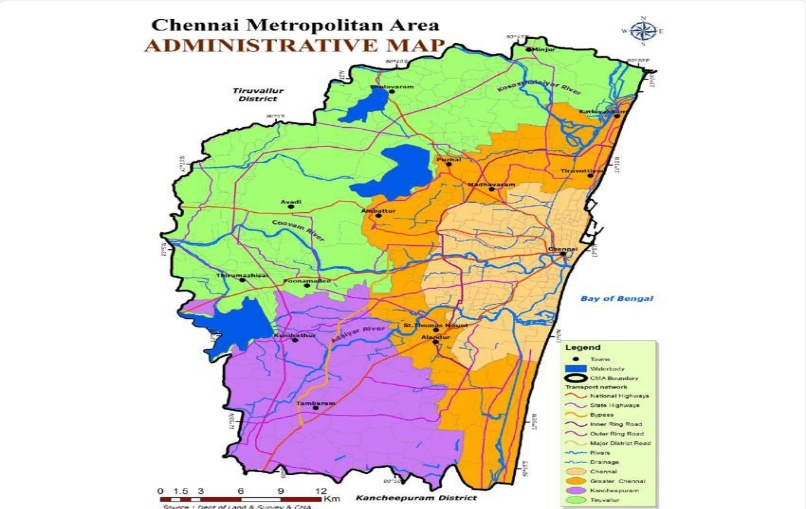 Chennai Metropolitan Area
ADMINISTRATIVE MAP
N
W E
S
Minjur
Tiruvallur
District
Kosasthalaiyar River
Kathivakkam
Puzhal
Tiruvottiyur
Madhavaram
Avadi
Ambattur
Coovam River
Chennai
Thirumazhisai
Poonamallee
Bay of Bengal
St.Thomas Mount
Adayar River
Kundrathur
Alandur
Legend
Towns
Waterbody
CMA Boundary
Transport network
National Highways
State Highways
Bypass
Inner Ring Road
Outer Ring Road
Major District Road
Rivers
Drainage
Chennai
Greater Chennai
Kancheepuram
Tiruvallur
Tambaram
0 1.5 3 6 9 12
Km
Kancheepuram District
Source : Dept of Land & Survey & CMA